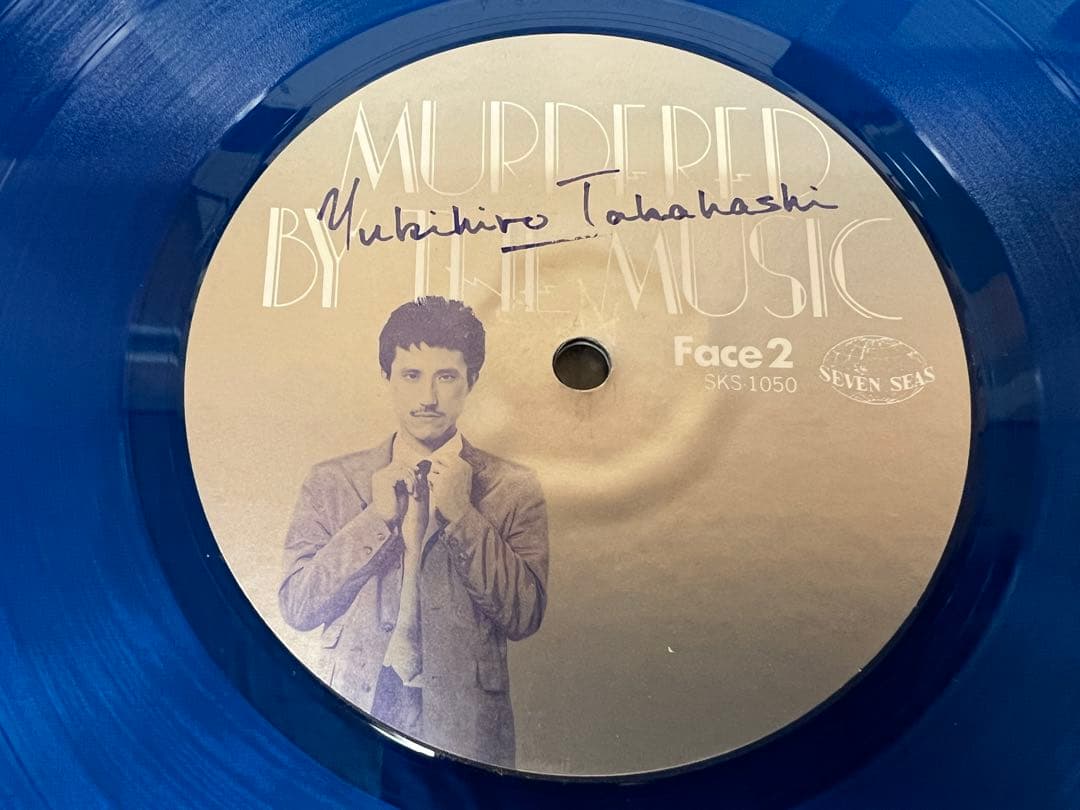 MURDERED
Yukihiro Takahashi
BY THE MUSIC
Face 2
SKS-1050
SEVEN SEAS